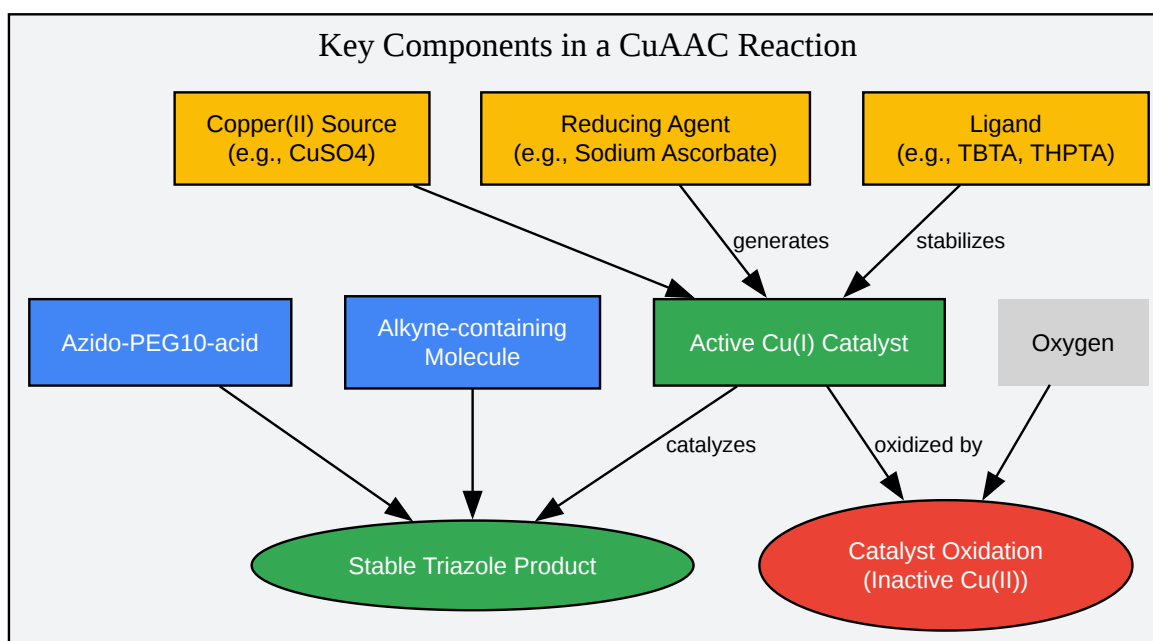 Key Components in a CuAAC Reaction
Copper(II) Source
(e.g., CuSO4)
Reducing Agent
(e.g., Sodium Ascorbate)
Ligand
(e.g., TBTA, THPTA)
generates
stabilizes
Azido-PEG10-acid
Alkyne-containing
Molecule
Active Cu(I) Catalyst
Oxygen
catalyzes
oxidized by
Stable Triazole Product
Catalyst Oxidation
(Inactive Cu(II))